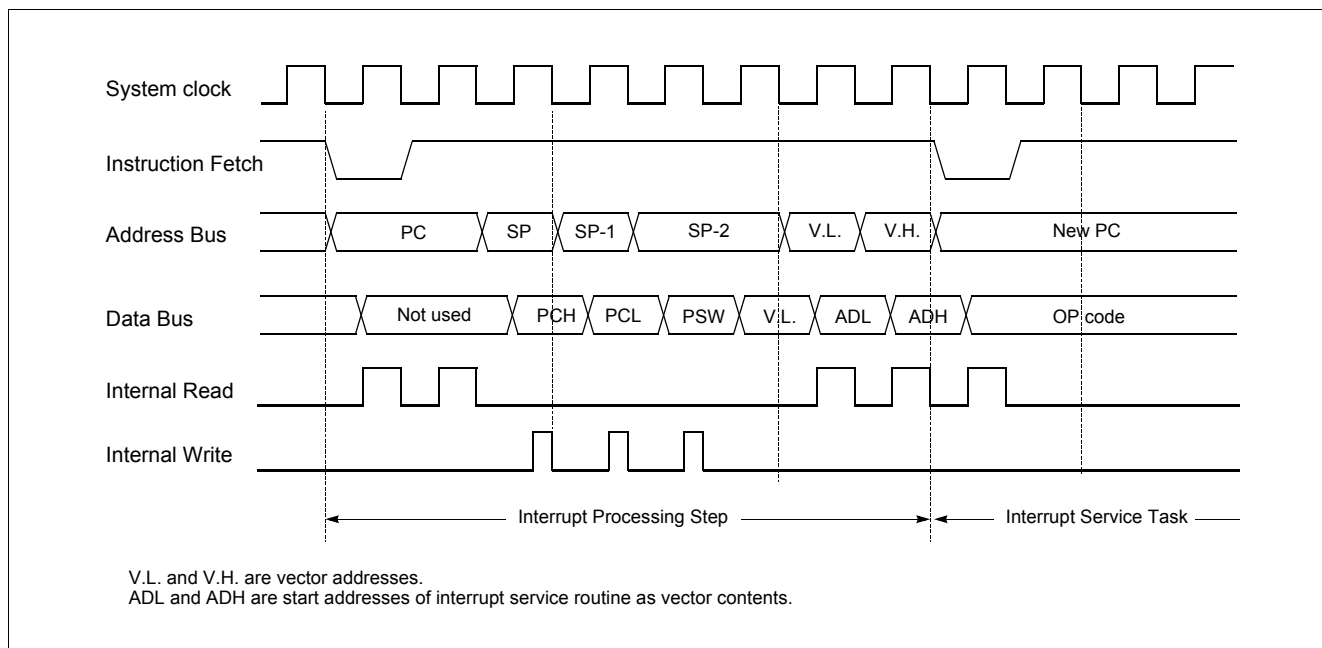 System clock
Instruction Fetch
Address Bus PC SP SP-1 SP-2 V.L. V.H. New PC
Data Bus Not used PCH PCL PSW V.L. ADL ADH OP code
Internal Read
Internal Write
Interrupt Processing Step Interrupt Service Task
V.L. and V.H. are vector addresses.
ADL and ADH are start addresses of interrupt service routine as vector contents.